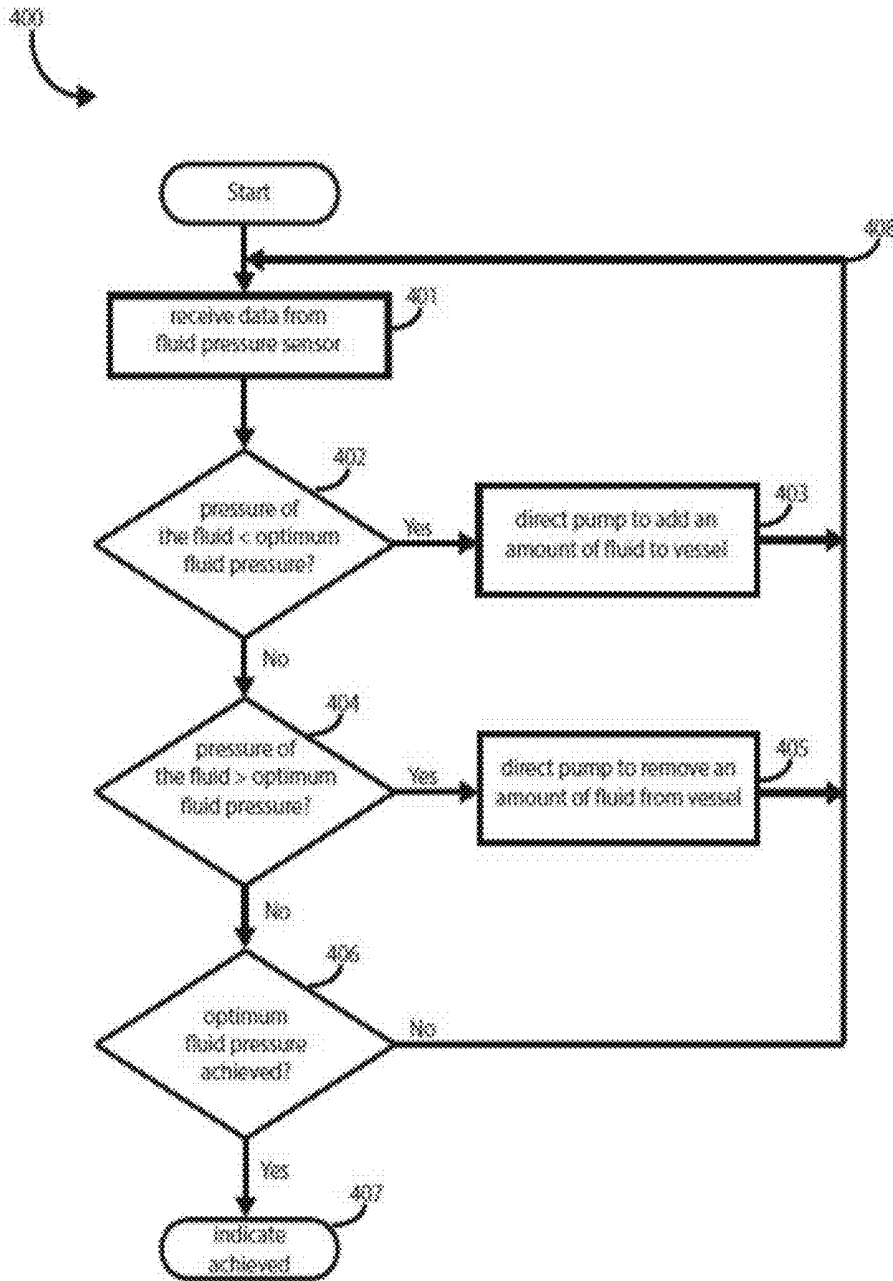 400
Start
408
receive data from
fluid pressure sensor
401
402
pressure of
the fluid < optimum
fluid pressure?
Yes
direct pump to add an
amount of fluid to vessel
403
No
404
pressure of
the fluid > optimum
fluid pressure?
Yes
direct pump to remove an
amount of fluid from vessel
405
No
406
optimum
fluid pressure
achieved?
No
Yes
407
indicate
achieved